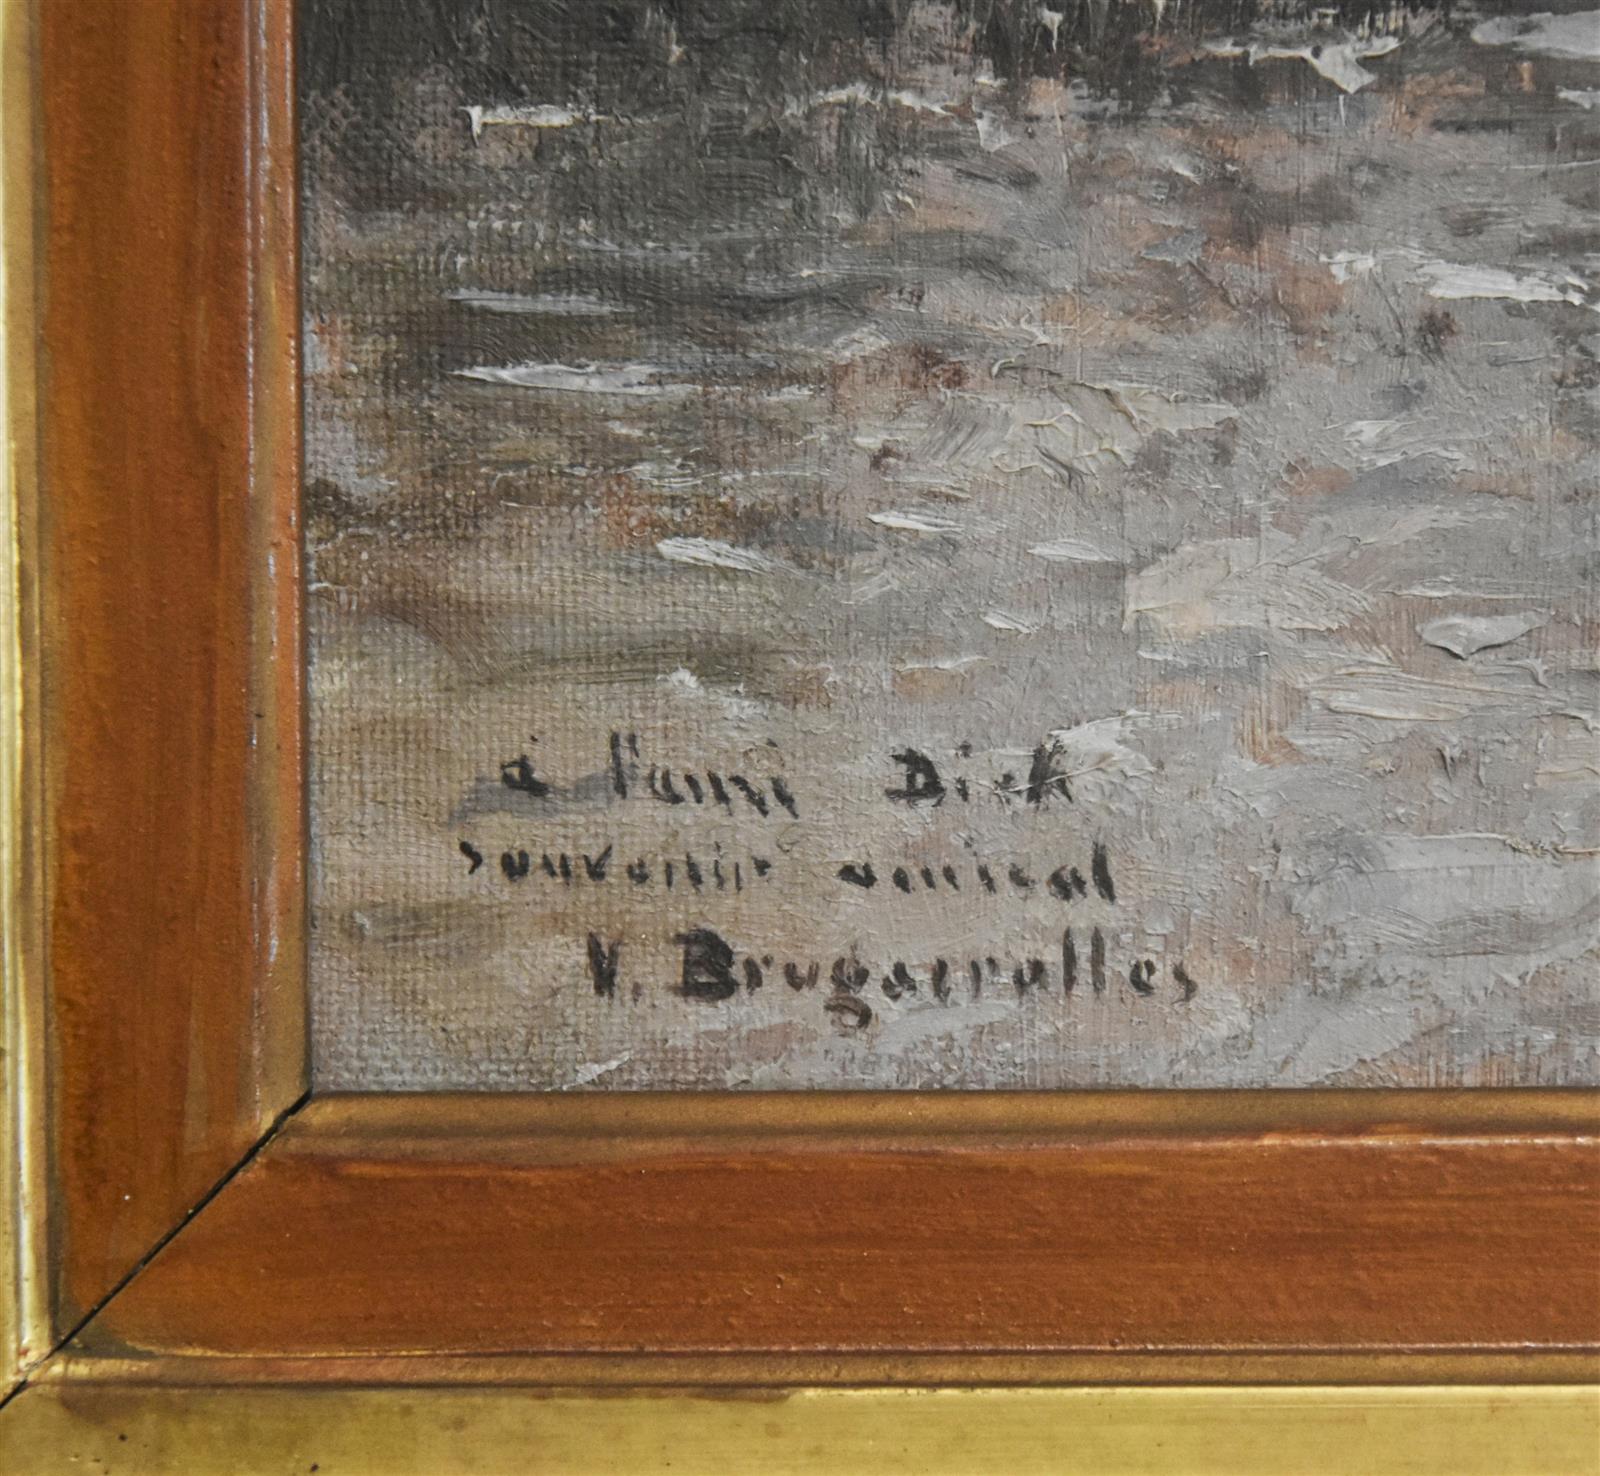 à l'ami Dick
souvenir amical
V. Brugairolles